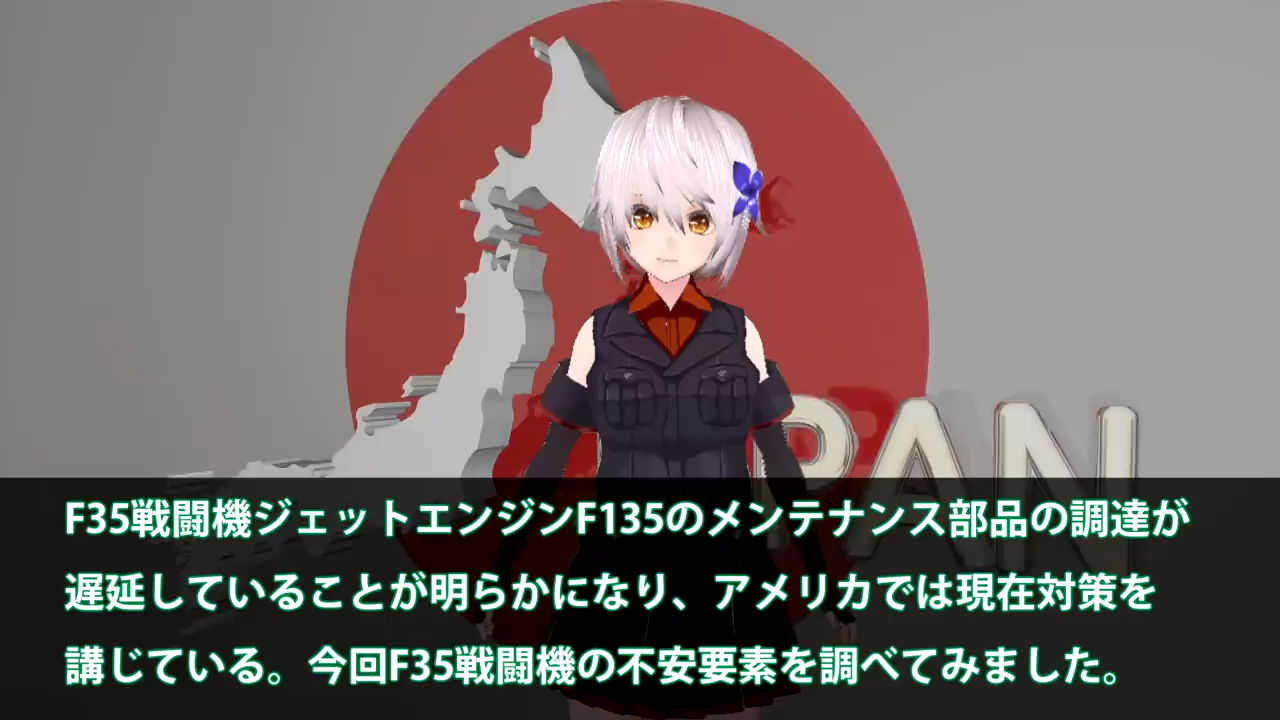 PAN
F35戦闘機ジェットエンジンF135のメンテナンス部品の調達が
遅延していることが明らかになり、アメリカでは現在対策を
講じている。今回F35戦闘機の不安要素を調べてみました。